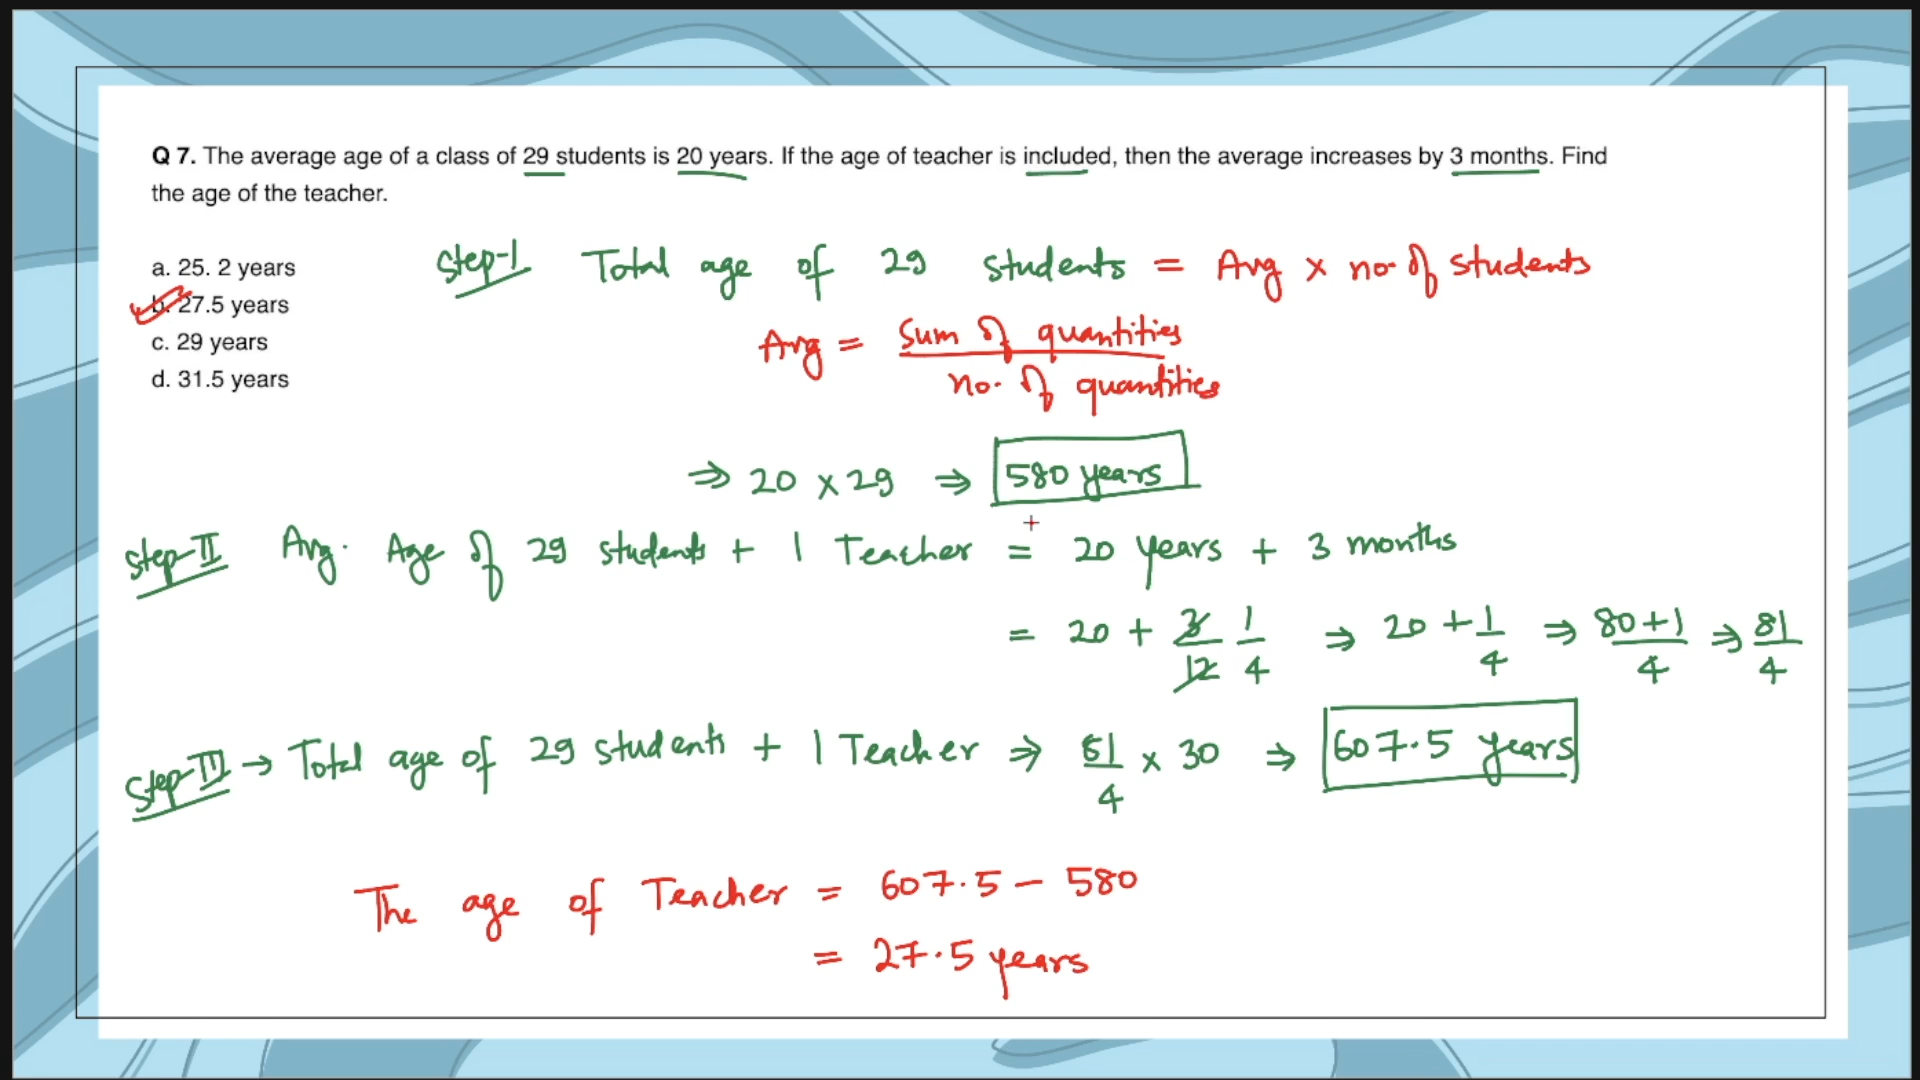 Q 7. The average age of a class of 29 students is 20 years. If the age of teacher is included, then the average increases by 3 months. Find
the age of the teacher.
a. 25. 2 years
b. 27.5 years
c. 29 years
d. 31.5 years
Step-1 Total age of 29 students = Avg × no. of students
Avg = Sum of quantities / no. of quantities
⇒ 20 × 29 ⇒ 580 years
Step-II Avg. Age of 29 students + 1 Teacher = 20 years + 3 months
= 20 + 3/12 1/4 ⇒ 20 + 1/4 ⇒ 80+1/4 ⇒ 81/4
Step-III → Total age of 29 students + 1 Teacher ⇒ 81/4 × 30 ⇒ 607.5 years
The age of Teacher = 607.5 - 580
= 27.5 years